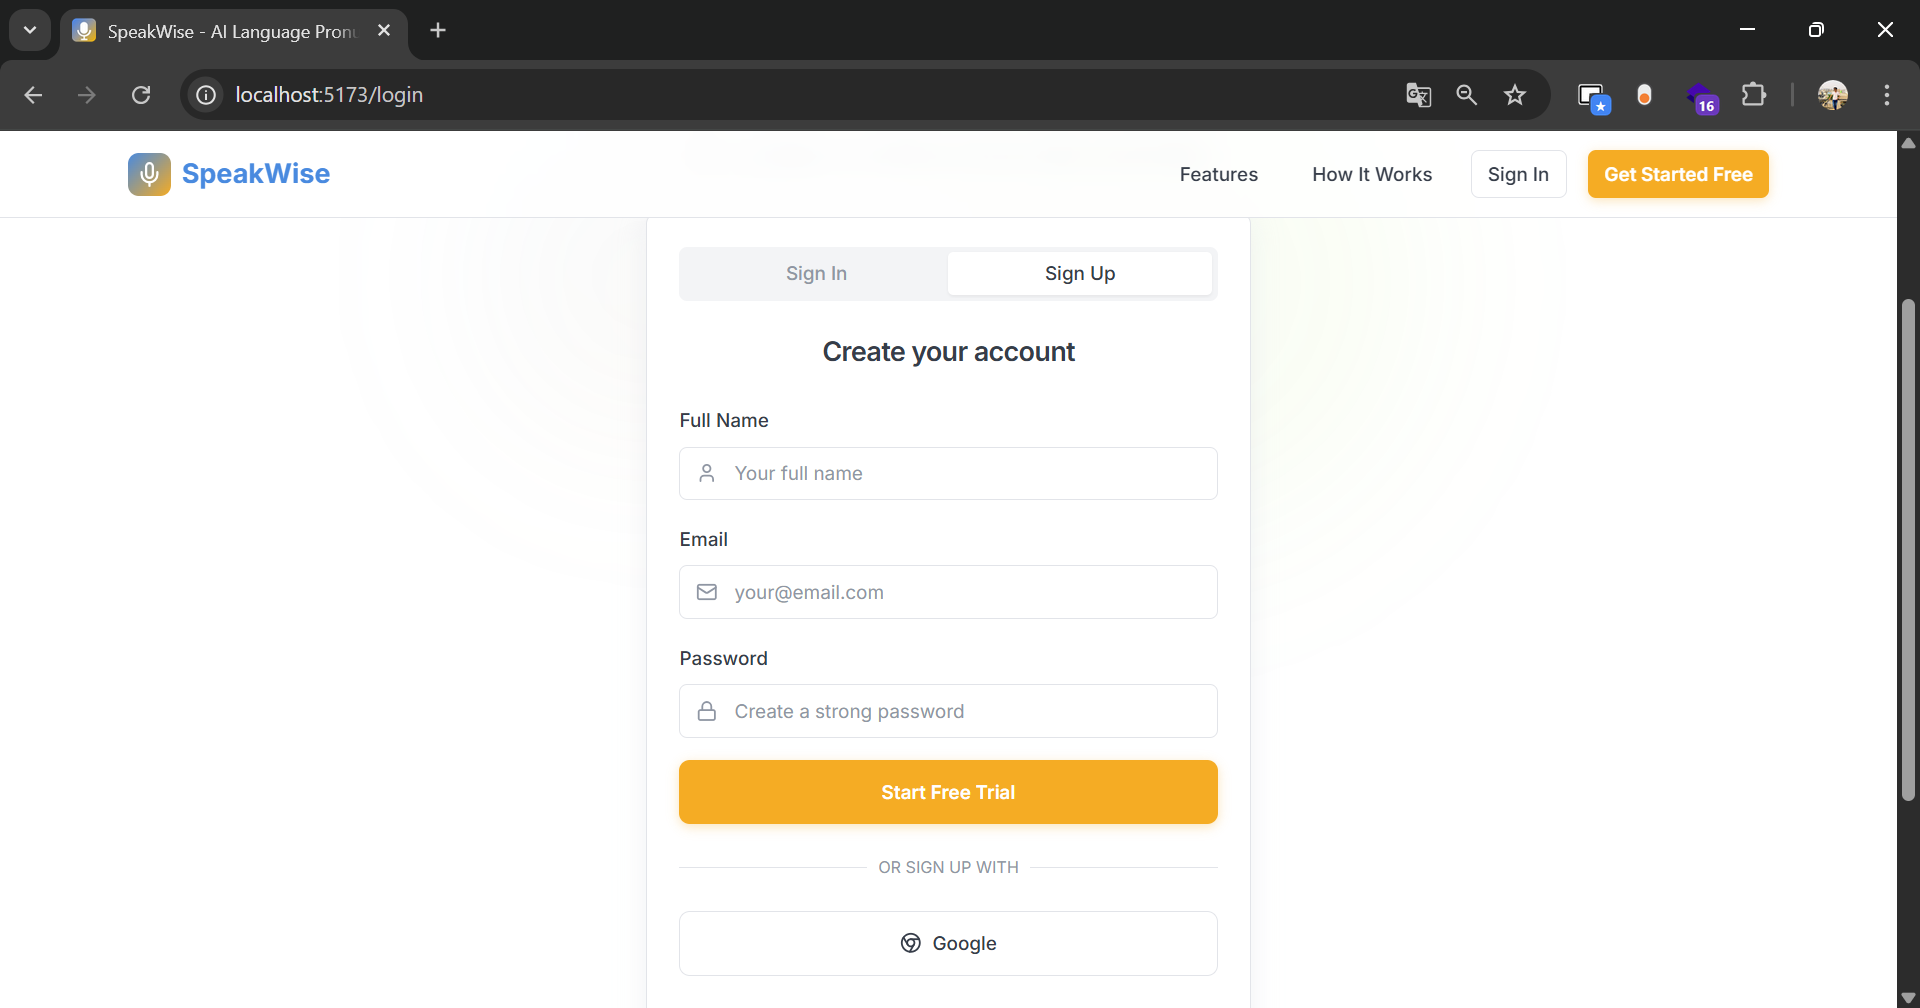 SpeakWise - AI Language Pron
localhost:5173/login
16
SpeakWise
Features
How It Works
Sign In
Get Started Free
Sign In
Sign Up
Create your account
Full Name
Your full name
Email
your@email.com
Password
Create a strong password
Start Free Trial
OR SIGN UP WITH
Google